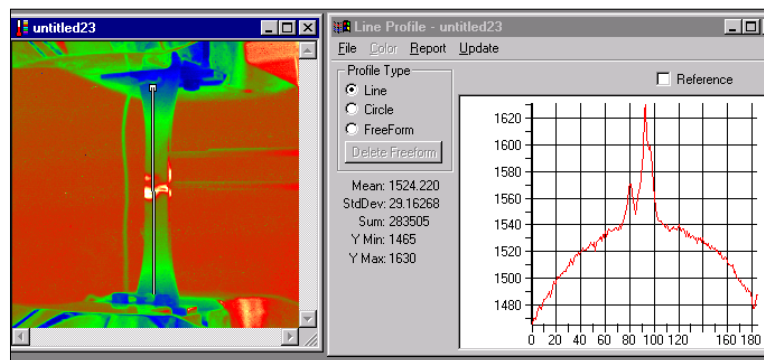 untitled23
Line Profile - untitled23
File Color Report Update
Profile Type
Line
Circle
FreeForm
Delete Freeform
Reference
Mean: 1524.220
StdDev: 29.16268
Sum: 283505
Y Min: 1465
Y Max: 1630
1620
1600
1580
1560
1540
1520
1500
1480
0 20 40 60 80 100 120 160 180